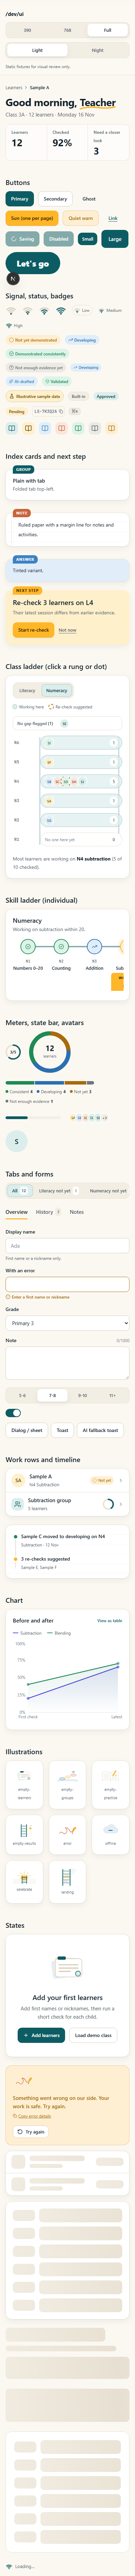 /dev/ui
390
768
Full
Light
Night
Static fixtures for visual review only.
Learners
Sample A
Good morning, Teacher
Class 3A · 12 learners · Monday 16 Nov
Learners
12
Checked
92%
Need a closer look
3
Buttons
Primary
Secondary
Ghost
Sun (one per page)
Quiet warn
Link
Saving
Disabled
Small
Large
Let's go
N
Signal, status, badges
Low
Medium
High
Not yet demonstrated
Developing
Demonstrated consistently
Not enough evidence yet
Developing
AI-drafted
Validated
Illustrative sample data
Built-in
Approved
Pending
Index cards and next step
GROUP
Plain with tab
Folded tab top-left.
NOTE
Ruled paper with a margin line for notes and activities.
ANSWER
Tinted variant.
NEXT STEP
Re-check 3 learners on L4
Their latest session differs from earlier evidence.
Start re-check
Not now
Class ladder (click a rung or dot)
Literacy
Numeracy
Working here
Re-check suggested
No gap flagged (1)
No one here yet
0
Most learners are working on N4 subtraction (5 of 10 checked).
Skill ladder (individual)
Numeracy
Working on subtraction within 20.
N1
Numbers 0–20
N2
Counting
N3
Addition
Sub
Meters, state bar, avatars
3/5
12
learners
Consistent 4
Developing 4
Not yet 3
Not enough evidence 1
S
Tabs and forms
All 12
Literacy not yet 1
Numeracy not yet
Overview
History 1
Notes
Display name
Ada
First name or a nickname only.
With an error
Enter a first name or nickname
Grade
Primary 3
Note
0/1000
5–6
7–8
9–10
11+
Dialog / sheet
Toast
AI fallback toast
Work rows and timeline
SA
Sample A
N4 Subtraction
Not yet
Subtraction group
5 learners
Sample C moved to developing on N4
Subtraction · 12 Nov
3 re-checks suggested
Sample E, Sample F
Chart
Before and after
View as table
Subtraction
Blending
100%
75%
50%
25%
0%
First check
Latest
Illustrations
empty-learners
empty-groups
empty-practice
empty-results
error
offline
celebrate
landing
States
Add your first learners
Add first names or nicknames, then run a short check for each child.
Add learners
Load demo class
Something went wrong on our side. Your work is safe. Try again.
Copy error details
Try again
Loading…